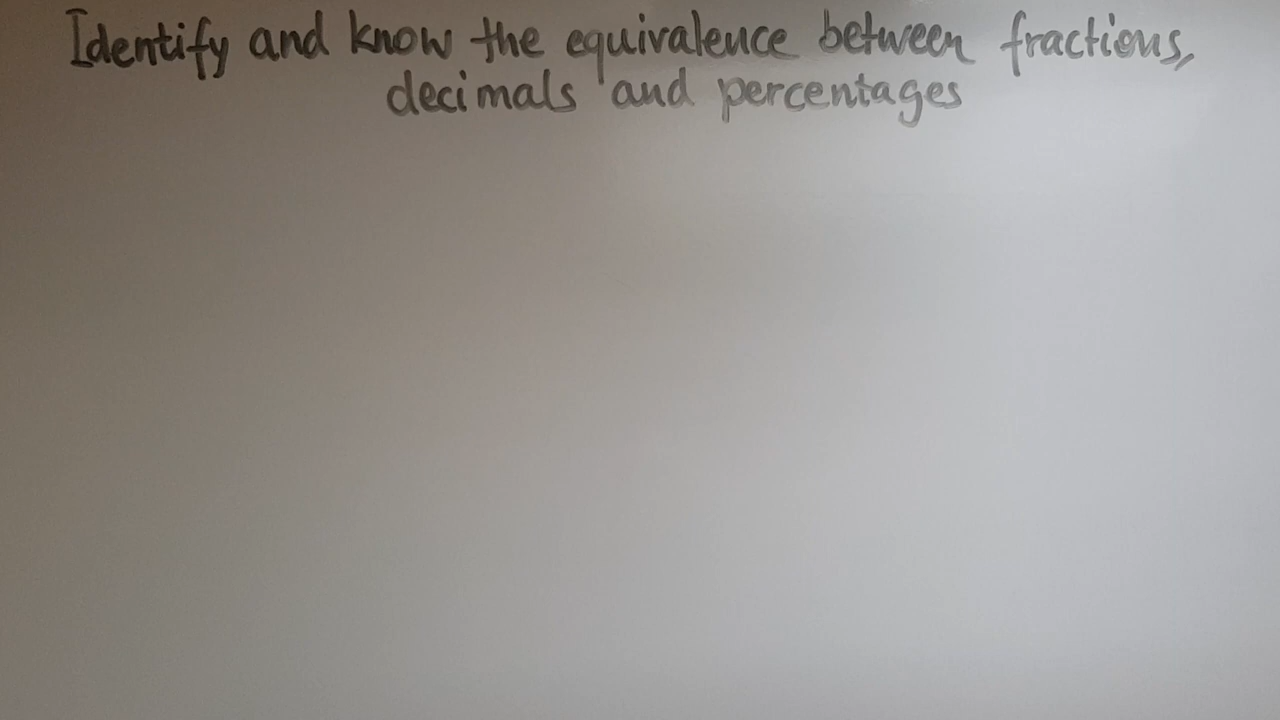 Identify and know the equivalence between fractions,
decimals and percentages